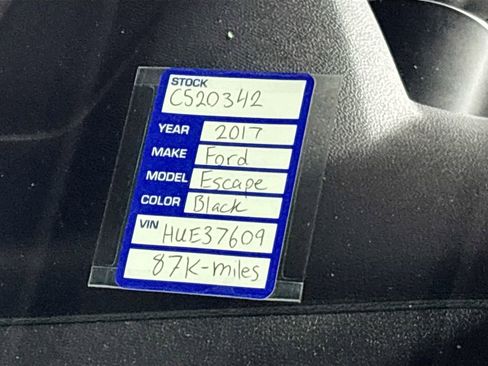 STOCK
C520342
YEAR 2017
MAKE Ford
MODEL Escape
COLOR Black
VIN HUE37609
87K-miles